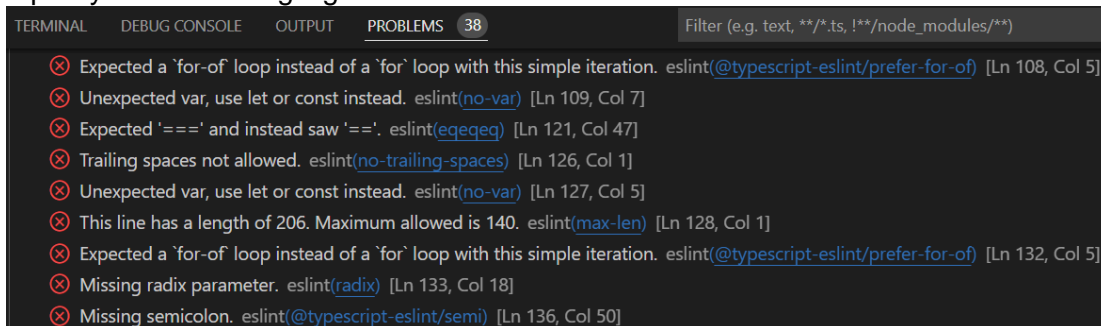 TERMINAL DEBUG CONSOLE OUTPUT PROBLEMS 38 Filter (e.g. text, **/*.ts, !**/node_modules/**)
Expected a `for-of` loop instead of a `for` loop with this simple iteration. eslint(@typescript-eslint/prefer-for-of) [Ln 108, Col 5]
Unexpected var, use let or const instead. eslint(no-var) [Ln 109, Col 7]
Expected '===' and instead saw '=='. eslint(eqeqeq) [Ln 121, Col 47]
Trailing spaces not allowed. eslint(no-trailing-spaces) [Ln 126, Col 1]
Unexpected var, use let or const instead. eslint(no-var) [Ln 127, Col 5]
This line has a length of 206. Maximum allowed is 140. eslint(max-len) [Ln 128, Col 1]
Expected a `for-of` loop instead of a `for` loop with this simple iteration. eslint(@typescript-eslint/prefer-for-of) [Ln 132, Col 5]
Missing radix parameter. eslint(radix) [Ln 133, Col 18]
Missing semicolon. eslint(@typescript-eslint/semi) [Ln 136, Col 50]